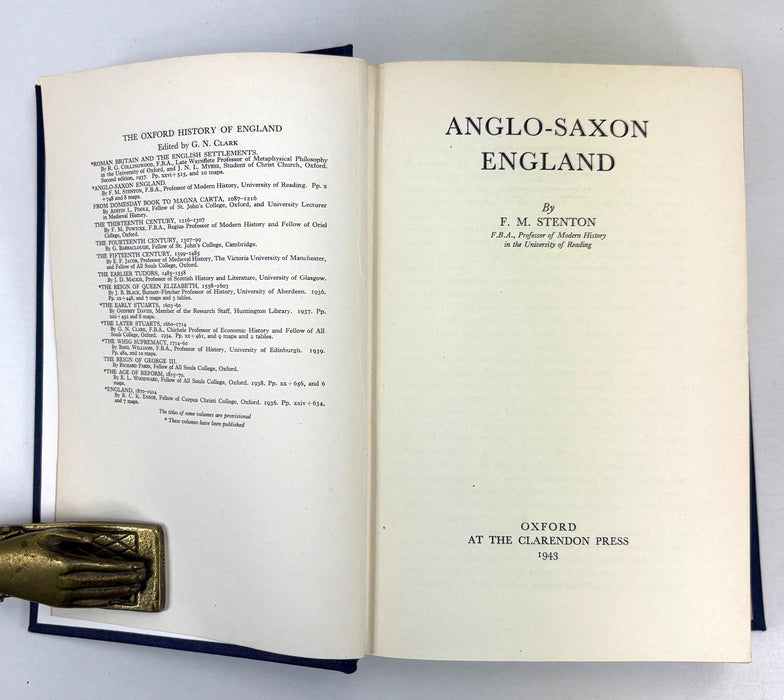 THE OXFORD HISTORY OF ENGLAND
Edited by G. N. CLARK
*ROMAN BRITAIN AND THE ENGLISH SETTLEMENTS.
By R. G. COLLINGWOOD, F.B.A., Late Waynflete Professor of Metaphysical Philosophy
in the University of Oxford, and J. N. L. MYRES, Student of Christ Church, Oxford.
Second edition, 1937. Pp. xxvi+515, and 10 maps.
*ANGLO-SAXON ENGLAND.
By F. M. STENTON, F.B.A., Professor of Modern History, University of Reading. Pp. x
+748 and 8 maps.
FROM DOMESDAY BOOK TO MAGNA CARTA, 1087-1216
By AUSTIN L. POOLE, Fellow of St. John's College, Oxford, and University Lecturer
in Medieval History.
THE THIRTEENTH CENTURY, 1216-1307
By F. M. POWICKE, F.B.A., Regius Professor of Modern History and Fellow of Oriel
College, Oxford.
THE FOURTEENTH CENTURY, 1307-99
By G. BARRACLOUGH, Fellow of St. John's College, Cambridge.
THE FIFTEENTH CENTURY, 1399-1485
By E. F. JACOB, Professor of Medieval History, The Victoria University of Manchester,
and Fellow of All Souls College, Oxford.
THE EARLIER TUDORS, 1485-1558
By J. D. MACKIE, Professor of Scottish History and Literature, University of Glasgow.
*THE REIGN OF QUEEN ELIZABETH, 1558-1603
By J. B. BLACK, Burnett-Fletcher Professor of History, University of Aberdeen. 1936.
Pp. xx+448, and 7 maps and 3 tables.
*THE EARLY STUARTS, 1603-60
By GODFREY DAVIES, Member of the Research Staff, Huntington Library. 1937. Pp.
xxii+452 and 8 maps.
*THE LATER STUARTS, 1660-1714
By G. N. CLARK, F.B.A., Chichele Professor of Economic History and Fellow of All
Souls College, Oxford. 1934. Pp. xx+461, and 9 maps and 2 tables.
*THE WHIG SUPREMACY, 1714-60
By BASIL WILLIAMS, F.B.A., Professor of History, University of Edinburgh. 1939.
Pp. 464, and 10 maps.
THE REIGN OF GEORGE III.
By RICHARD PARES, Fellow of All Souls College, Oxford.
*THE AGE OF REFORM, 1815-70.
By E. L. WOODWARD, Fellow of All Souls College, Oxford. 1938. Pp. xx+656, and 6
maps.
*ENGLAND, 1870-1914
By R. C. K. ENSOR, Fellow of Corpus Christi College, Oxford. 1936. Pp. xxiv+634,
and 7 maps.
The titles of some volumes are provisional
* These volumes have been published
ANGLO-SAXON
ENGLAND
By
F. M. STENTON
F.B.A., Professor of Modern History
in the University of Reading
OXFORD
AT THE CLARENDON PRESS
1943